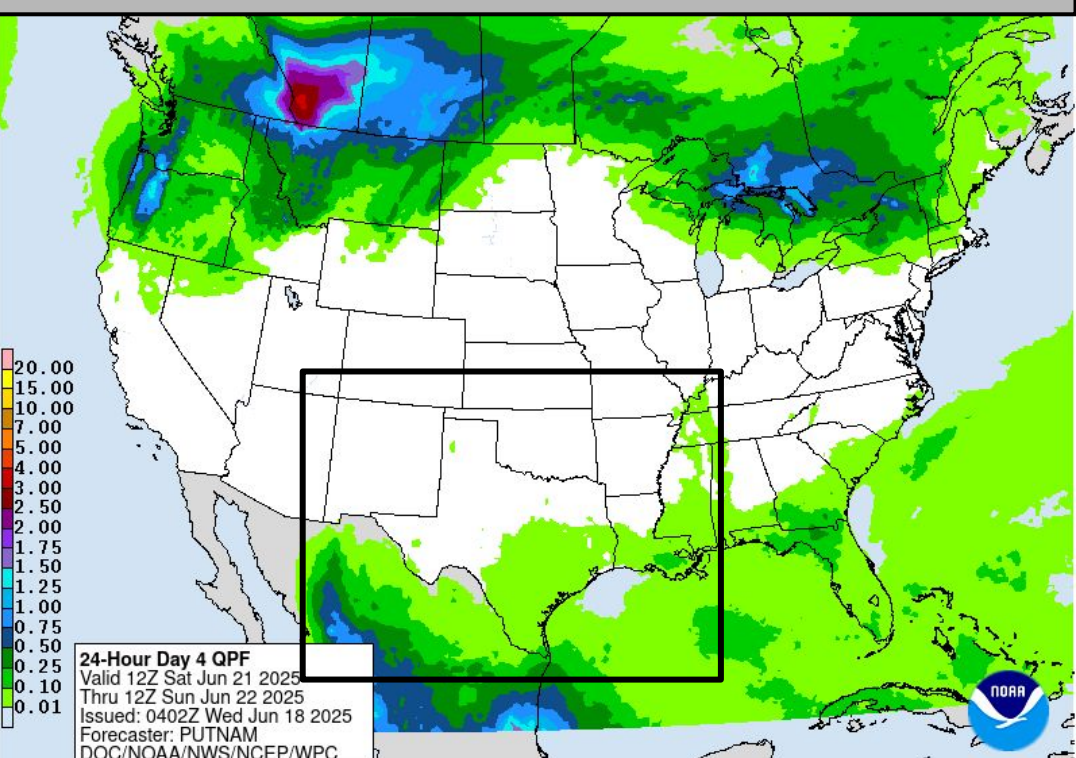 20.00
15.00
10.00
7.00
5.00
4.00
3.00
2.50
2.00
1.75
1.50
1.25
1.00
0.75
0.50
0.25
0.10
0.01
24-Hour Day 4 QPF
Valid 12Z Sat Jun 21 2025
Thru 12Z Sun Jun 22 2025
Issued: 0402Z Wed Jun 18 2025
Forecaster: PUTNAM
DOC/NOAA/NWS/NCEP/WPC
NOAA